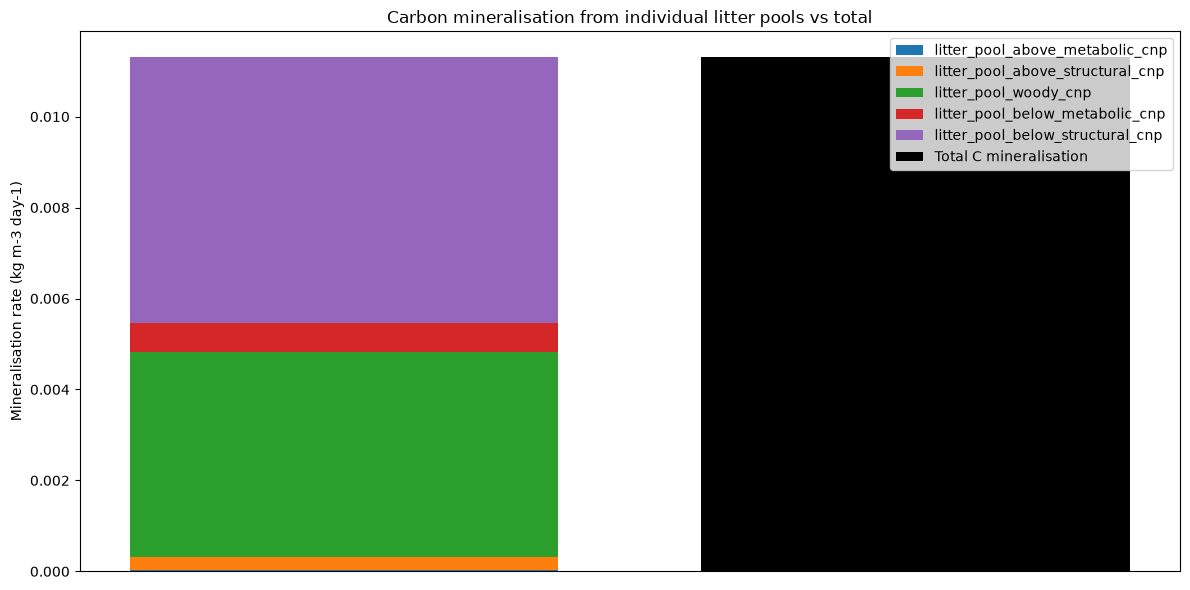 Carbon mineralisation from individual litter pools vs total
litter_pool_above_metabolic_cnp
litter_pool_above_structural_cnp
litter_pool_woody_cnp
litter_pool_below_metabolic_cnp
litter_pool_below_structural_cnp
Total C mineralisation
Mineralisation rate (kg m-3 day-1)
0.010
0.008
0.006
0.004
0.002
0.000